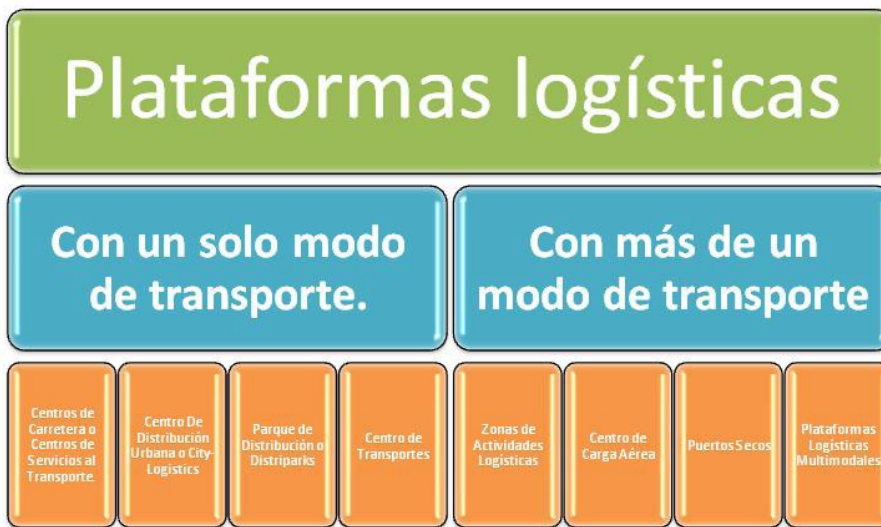 Plataformas logísticas
Con un solo modo
de transporte.
Con más de un
modo de transporte
Centros de
Carretera o
Centros de
Servicios al
Transporte.
Centro De
Distribución
Urbana o City-
Logistics
Parque de
Distribución o
Distriparks
Centro de
Transportes
Zonas de
Actividades
Logísticas
Centro de
Carga Aérea
Puertos Secos
Plataformas
Logísticas
Multimodales